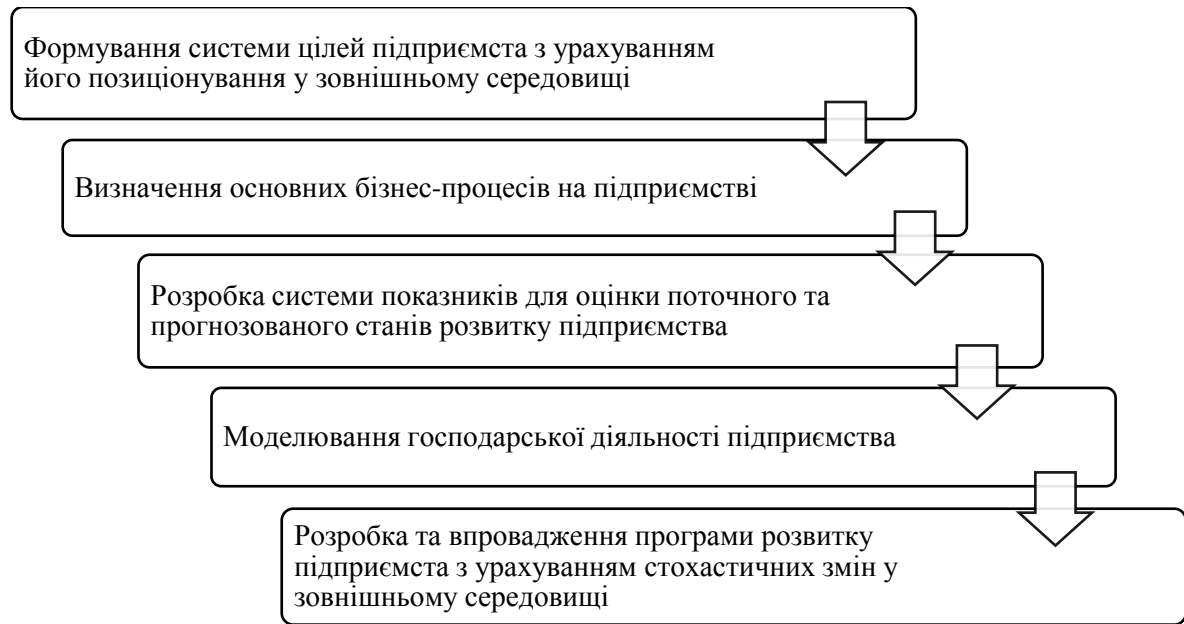 Формування системи цілей підприємста з урахуванням
його позиціонування у зовнішньому середовищі
Визначення основних бізнес-процесів на підприємстві
Розробка системи показників для оцінки поточного та
прогнозованого станів розвитку підприємства
Моделювання господарської діяльності підприємства
Розробка та впровадження програми розвитку
підприємста з урахуванням стохастичних змін у
зовнішньому середовищі